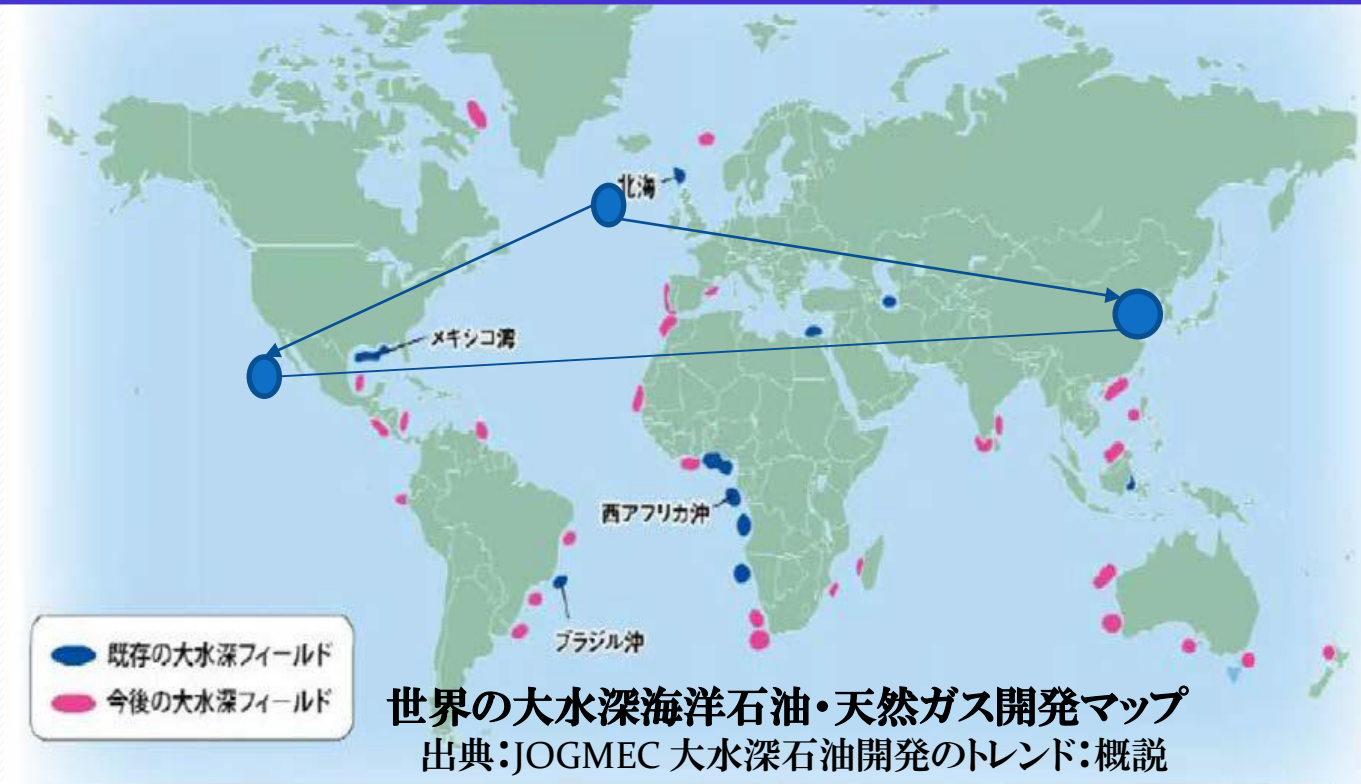 北海
メキシコ湾
西アフリカ沖
ブラジル沖
既存の大水深フィールド
今後の大水深フィールド
世界の大水深海洋石油・天然ガス開発マップ
出典:JOGMEC 大水深石油開発のトレンド:概説